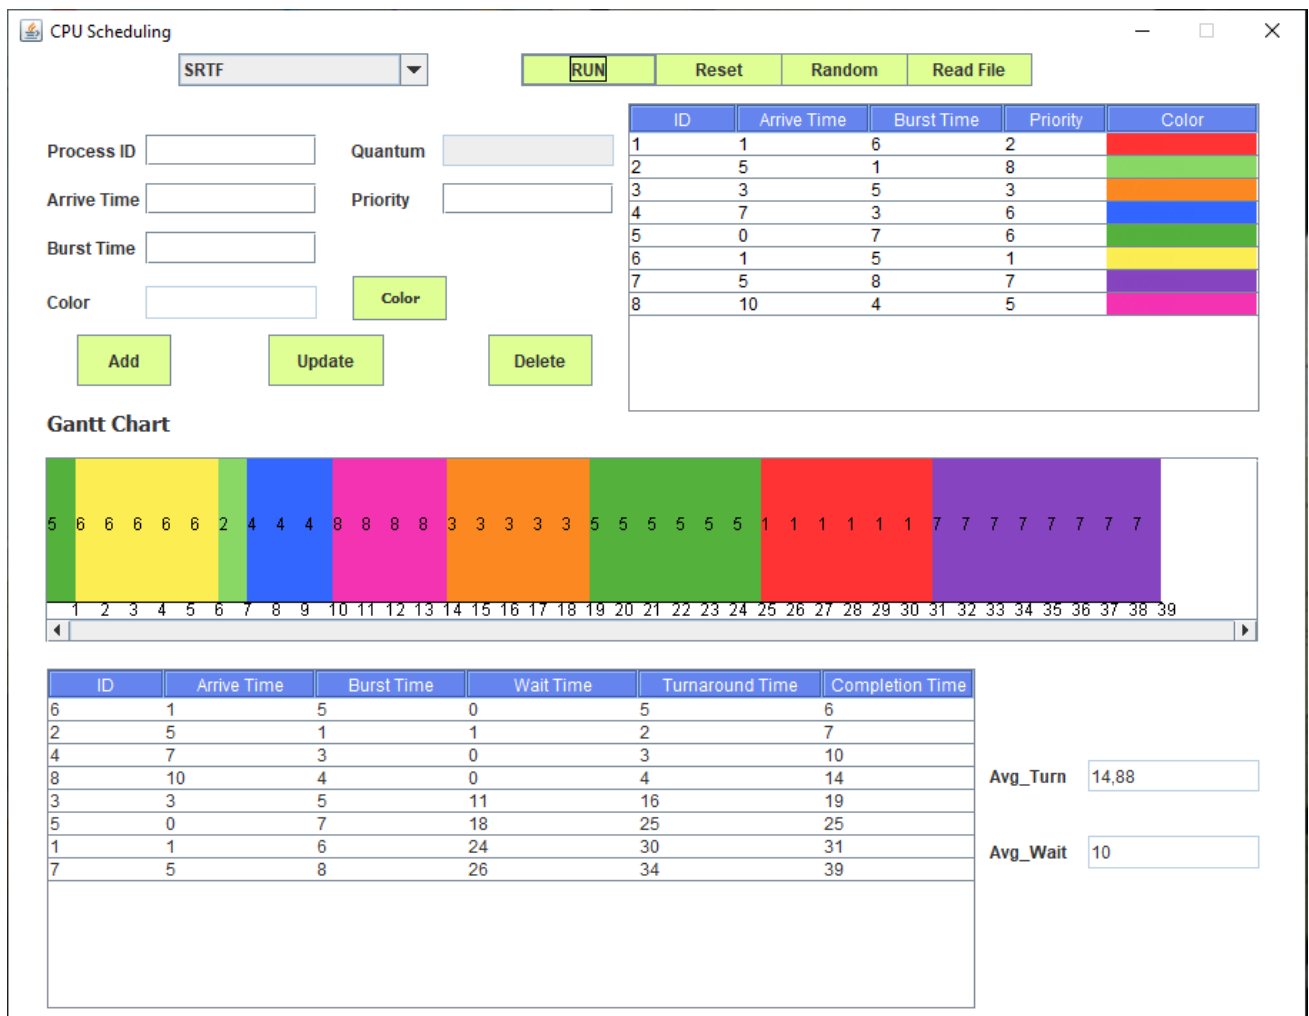 CPU Scheduling
SRTF
RUN Reset Random Read File
ID Arrive Time Burst Time Priority Color
1 1 6 2
2 5 1 8
3 3 5 3
4 7 3 6
5 0 7 6
6 1 5 1
7 5 8 7
8 10 4 5
Process ID Quantum
Arrive Time Priority
Burst Time
Color Color
Add Update Delete
Gantt Chart
5 6 6 6 6 6 2 4 4 4 8 8 8 8 3 3 3 3 3 5 5 5 5 5 5 1 1 1 1 1 1 7 7 7 7 7 7 7 7
1 2 3 4 5 6 7 8 9 10 11 12 13 14 15 16 17 18 19 20 21 22 23 24 25 26 27 28 29 30 31 32 33 34 35 36 37 38 39
ID Arrive Time Burst Time Wait Time Turnaround Time Completion Time
6 1 5 0 5 6
2 5 1 1 2 7
4 7 3 0 3 10
8 10 4 0 4 14
3 3 5 11 16 19
5 0 7 18 25 25
1 1 6 24 30 31
7 5 8 26 34 39
Avg_Turn 14,88
Avg_Wait 10